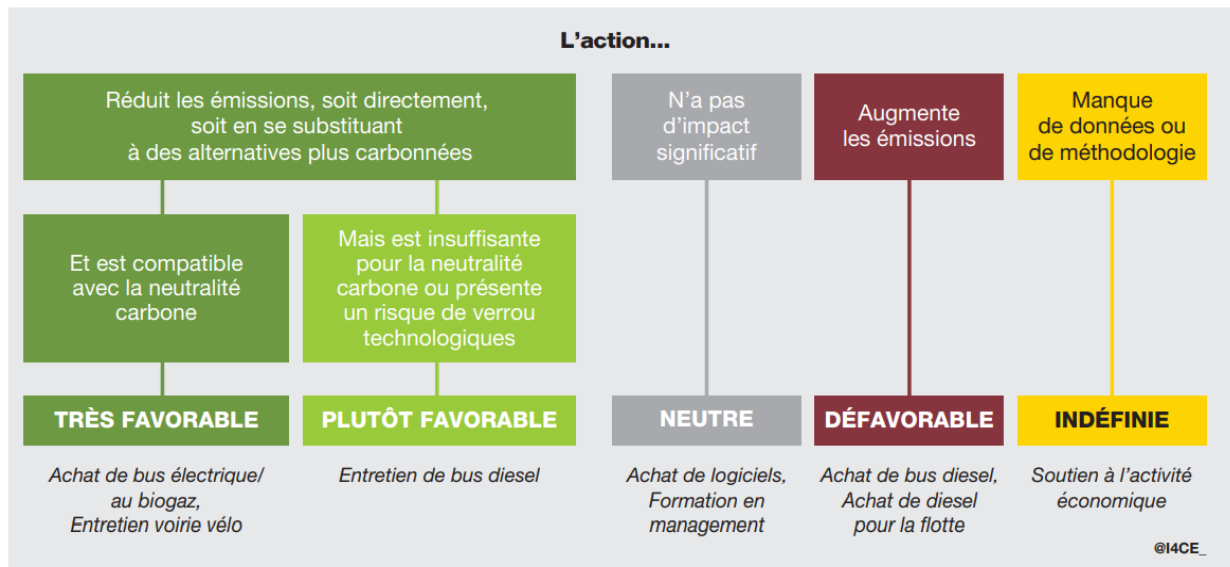 L'action...
Réduit les émissions, soit directement,
soit en se substituant
à des alternatives plus carbonnées
N'a pas
d'impact
significatif
Augmente
les émissions
Manque
de données ou
de méthodologie
Et est compatible
avec la neutralité
carbone
Mais est insuffisante
pour la neutralité
carbone ou présente
un risque de verrou
technologiques
TRÈS FAVORABLE
PLUTÔT FAVORABLE
NEUTRE
DÉFAVORABLE
INDÉFINIE
Achat de bus électrique/
au biogaz,
Entretien voirie vélo
Entretien de bus diesel
Achat de logiciels,
Formation en
management
Achat de bus diesel,
Achat de diesel
pour la flotte
Soutien à l'activité
économique
@I4CE_